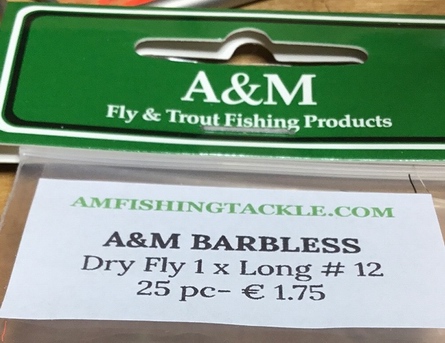 A&M
Fly & Trout Fishing Products
AMFISHINGTACKLE.COM
A&M BARBLESS
Dry Fly 1 x Long # 12
25 pc- € 1.75